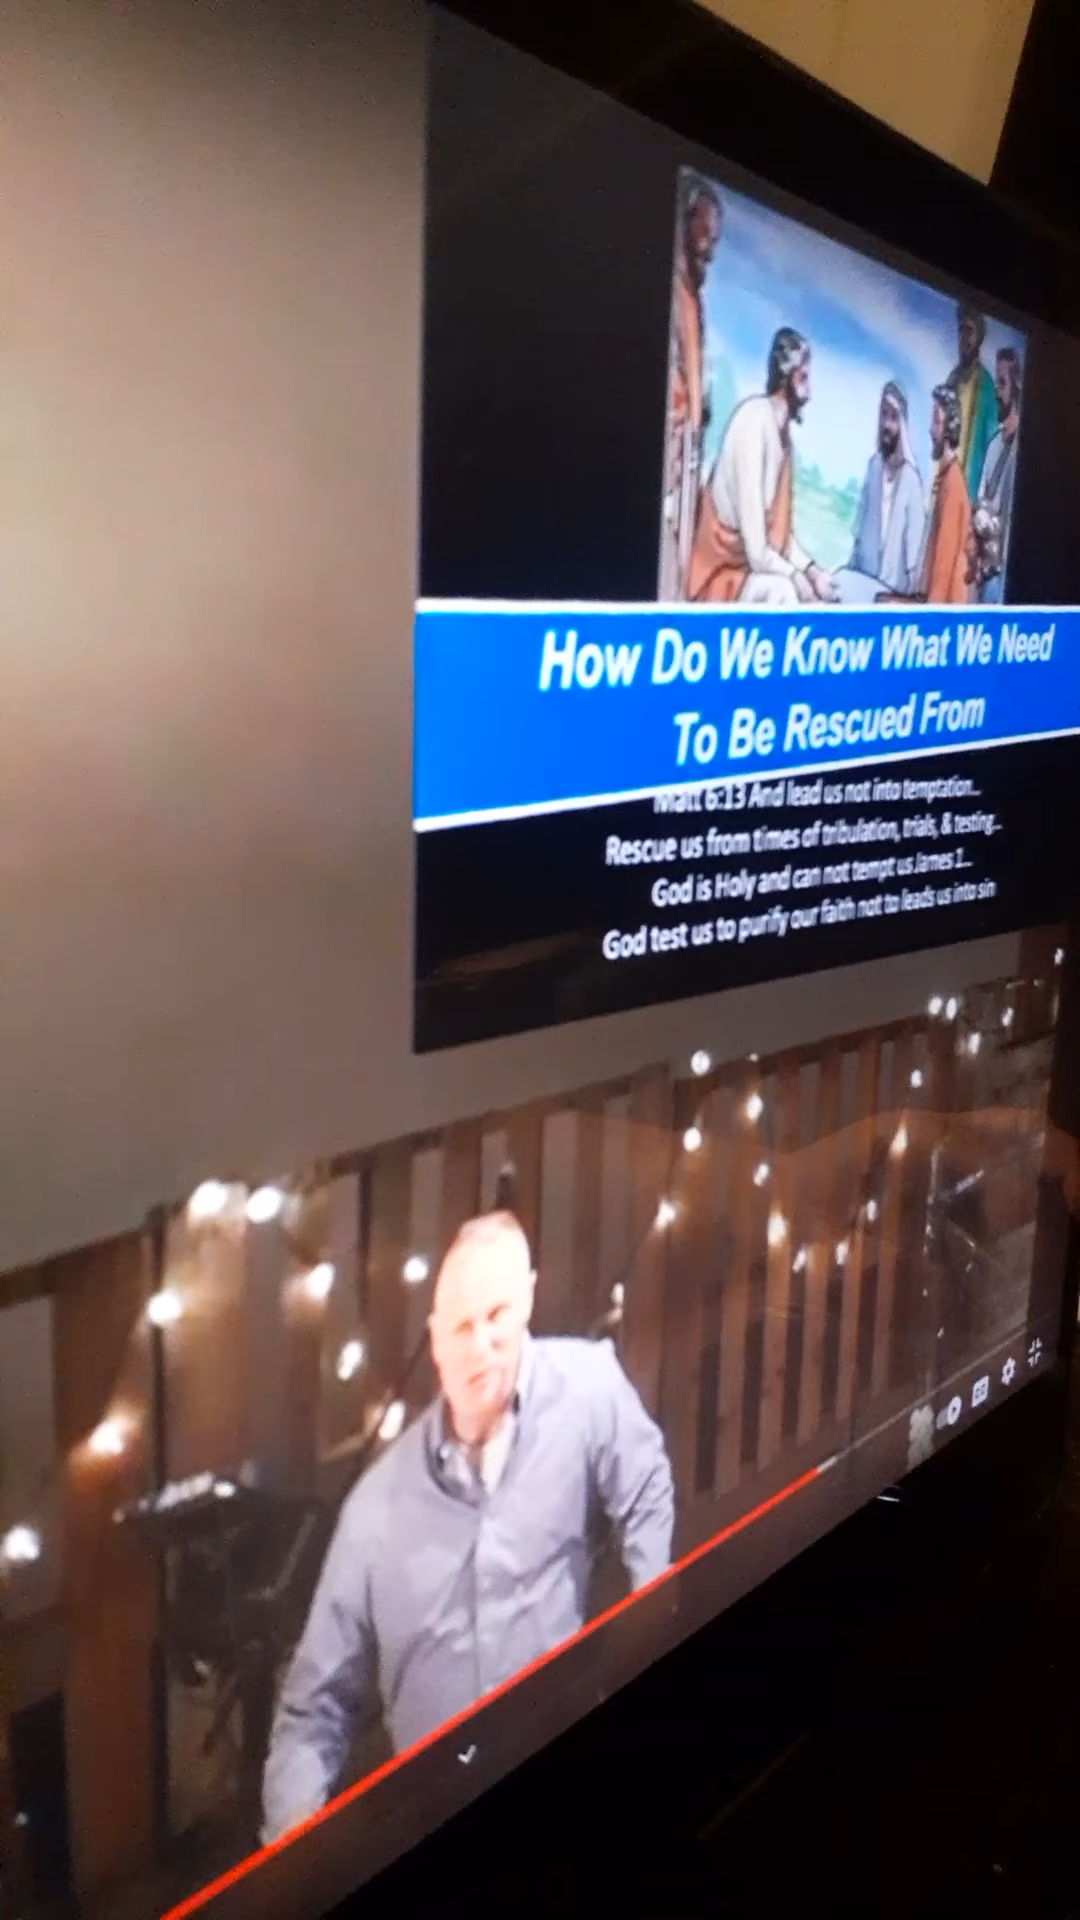 How Do We Know What We Need
To Be Rescued From
Matt 6:13 And lead us not into temptation...
Rescue us from times of tribulation, trials, & testing...
God is Holy and can not tempt us James 1...
God test us to purify our faith not to leads us into sin